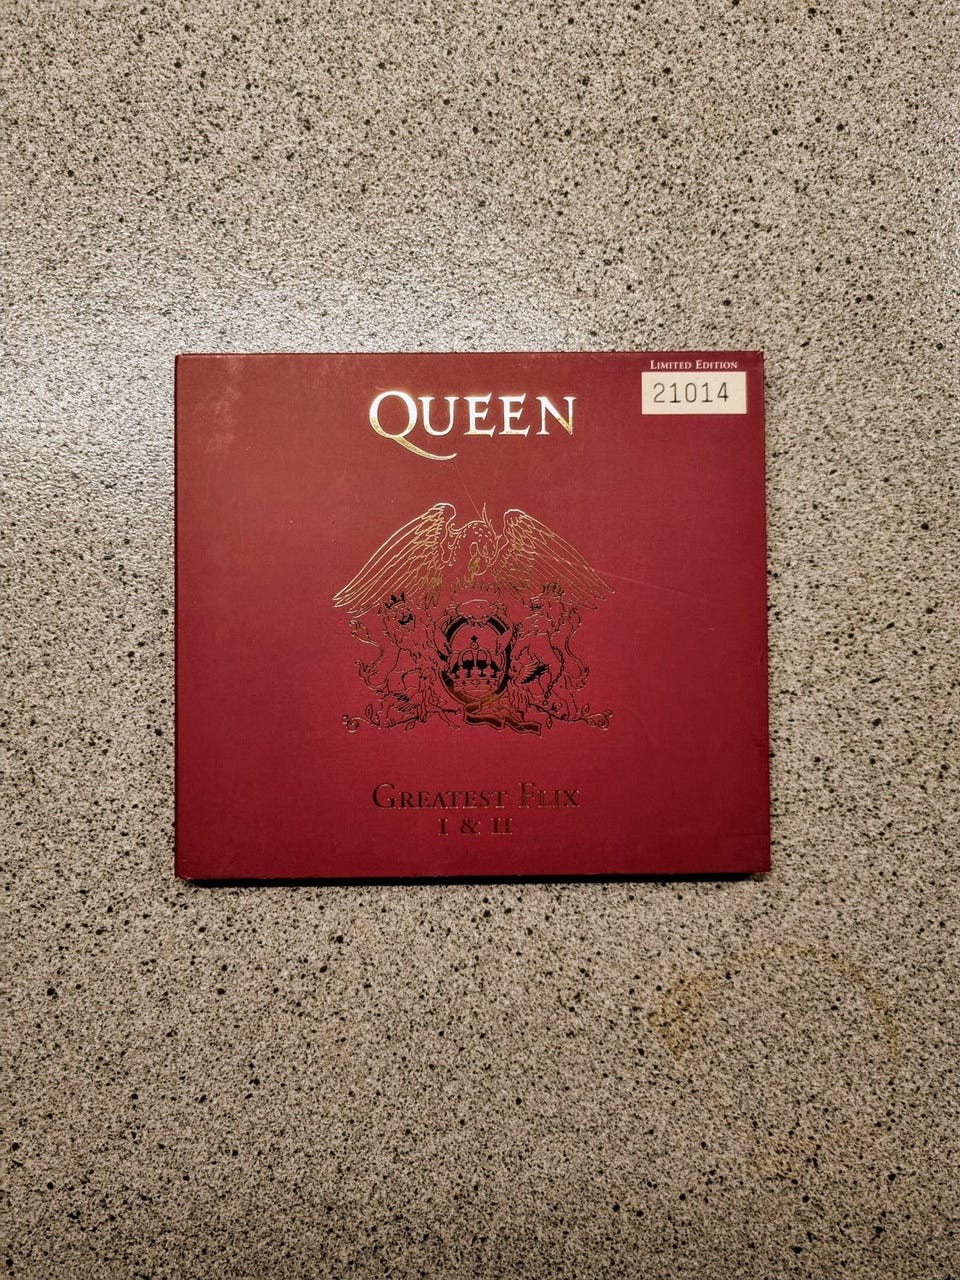 LIMITED EDITION
21014
QUEEN
GREATEST FLIX
I & II